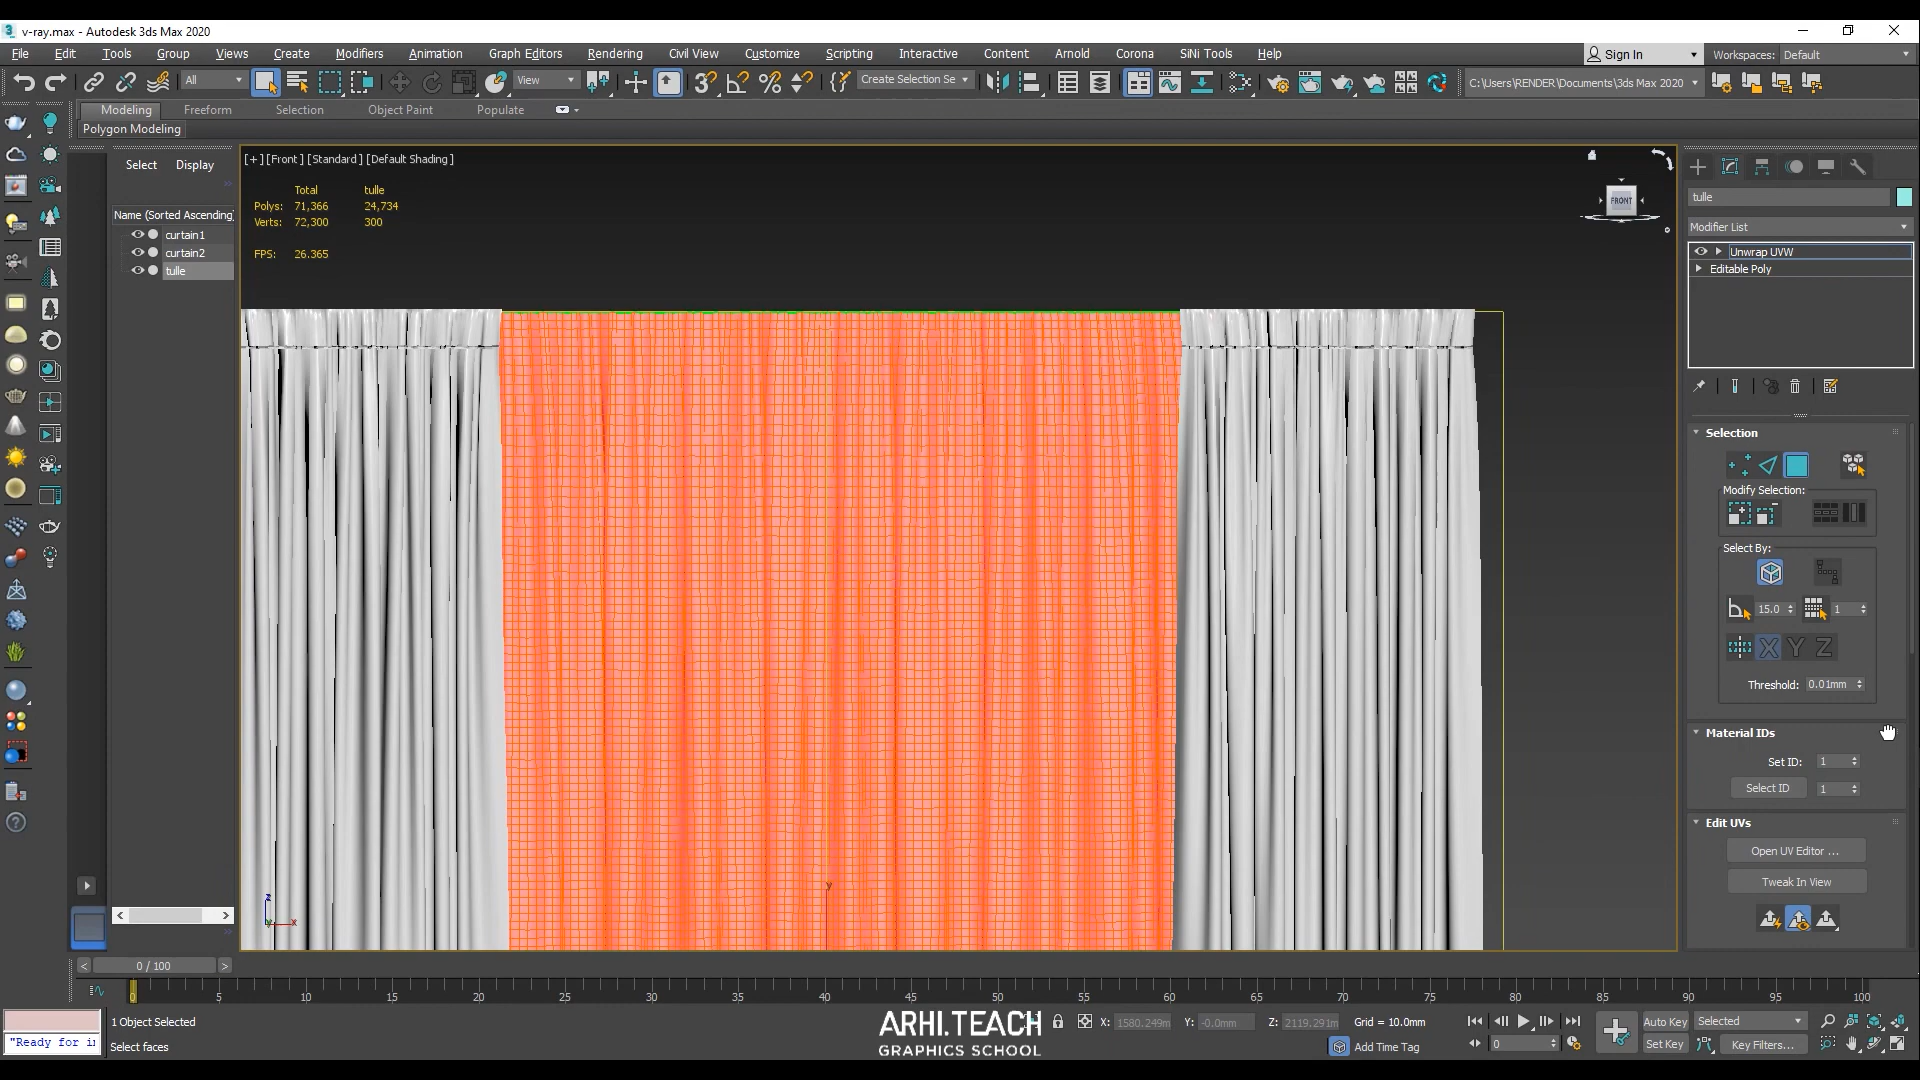 v-ray.max - Autodesk 3ds Max 2020
File Edit Tools Group Views Create Modifiers Animation Graph Editors Rendering Civil View Customize Scripting Interactive Content Arnold Corona SiNi Tools Help
Sign In
Workspaces: Default
All
View
Create Selection Se
C:\Users\RENDER\Documents\3ds Max 2020
Modeling Freeform Selection Object Paint Populate
Polygon Modeling
Select Display
Name (Sorted Ascending)
curtain1
curtain2
tulle
[+] [Front] [Standard] [Default Shading]
Total tulle
Polys: 71,366 24,734
Verts: 72,300 300
FPS: 26.365
FRONT
tulle
Modifier List
Unwrap UVW
Editable Poly
Selection
Modify Selection:
Select By:
15.0 1
X Y Z
Threshold: 0.01mm
Material IDs
Set ID: 1
Select ID 1
Edit UVs
Open UV Editor ...
Tweak In View
z
y x
y
0 / 100
0 5 10 15 20 25 30 35 40 45 50 55 60 65 70 75 80 85 90 95 100
1 Object Selected
"Ready for i
Select faces
ARHI.TEACH
GRAPHICS SCHOOL
X: 1580.249m Y: -0.0mm Z: 2119.291m Grid = 10.0mm
Add Time Tag
0
Auto Key Selected
Set Key Key Filters...